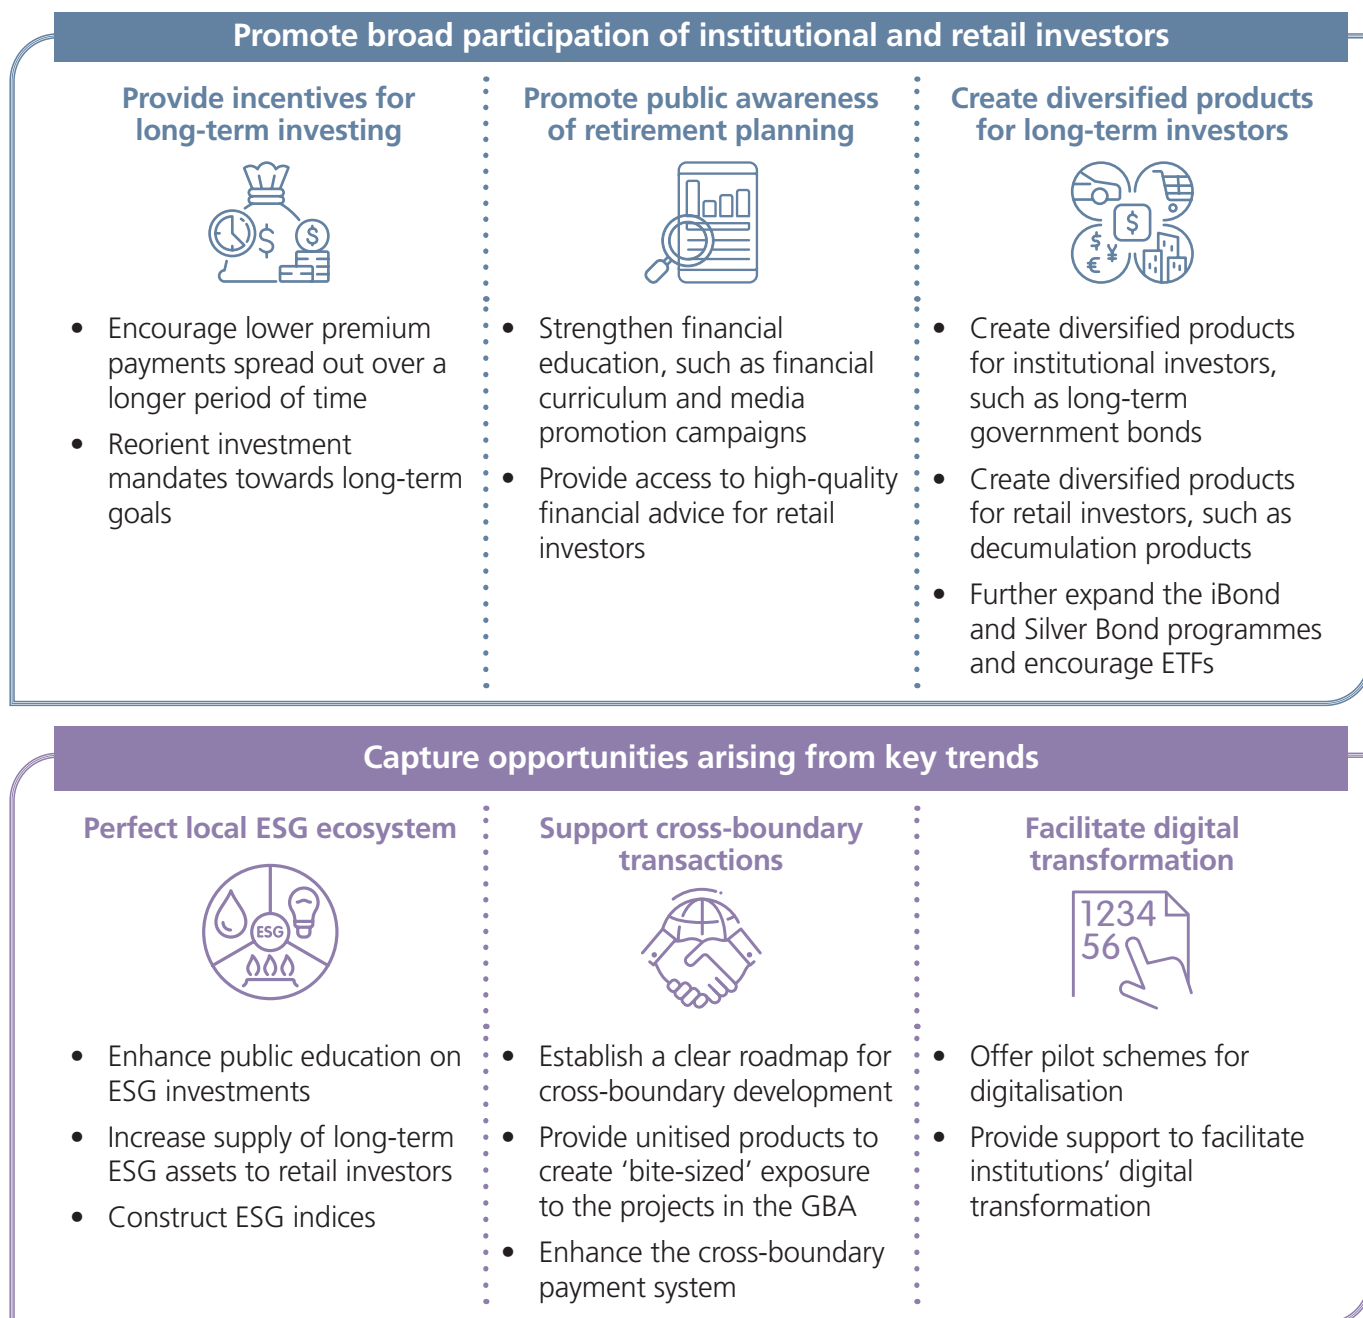 Promote broad participation of institutional and retail investors
Provide incentives for
long-term investing
$
$
• Encourage lower premium
payments spread out over a
longer period of time
• Reorient investment
mandates towards long-term
goals
Promote public awareness
of retirement planning
• Strengthen financial
education, such as financial
curriculum and media
promotion campaigns
• Provide access to high-quality
financial advice for retail
investors
Create diversified products
for long-term investors
$
$
¥
€
• Create diversified products
for institutional investors,
such as long-term
government bonds
• Create diversified products
for retail investors, such as
decumulation products
• Further expand the iBond
and Silver Bond programmes
and encourage ETFs
Capture opportunities arising from key trends
Perfect local ESG ecosystem
ESG
• Enhance public education on
ESG investments
• Increase supply of long-term
ESG assets to retail investors
• Construct ESG indices
Support cross-boundary
transactions
• Establish a clear roadmap for
cross-boundary development
• Provide unitised products to
create ‘bite-sized’ exposure
to the projects in the GBA
• Enhance the cross-boundary
payment system
Facilitate digital
transformation
1234
56
• Offer pilot schemes for
digitalisation
• Provide support to facilitate
institutions’ digital
transformation